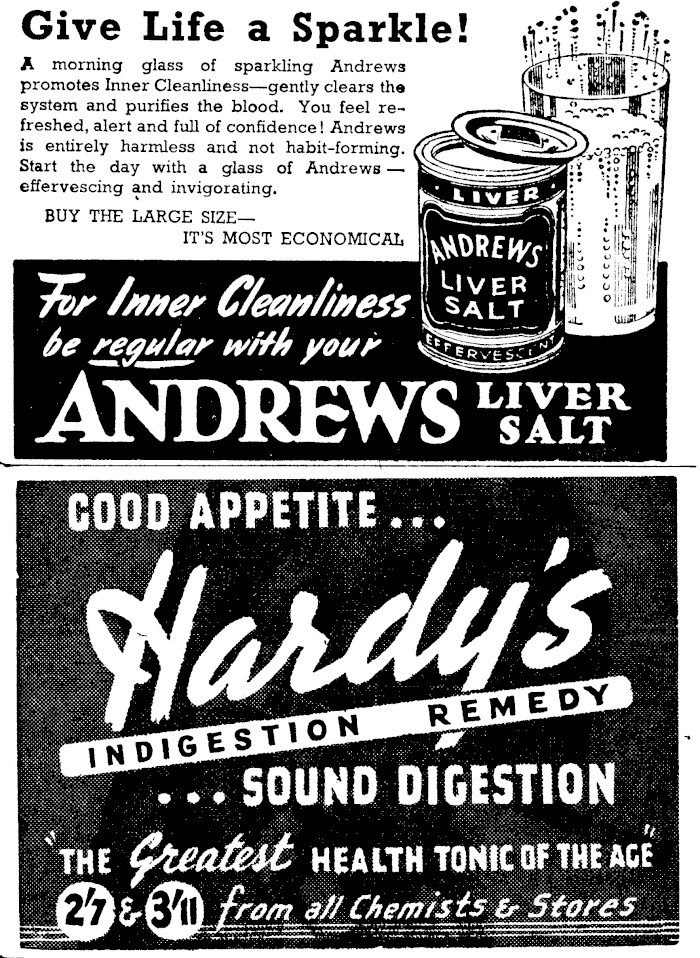 Give Life a Sparkle!
A morning glass of sparkling Andrews
promotes Inner Cleanliness—gently clears the
system and purifies the blood. You feel re-
freshed, alert and full of confidence! Andrews
is entirely harmless and not habit-forming.
Start the day with a glass of Andrews —
effervescing and invigorating.
BUY THE LARGE SIZE—
IT'S MOST ECONOMICAL
LIVER
ANDREWS
LIVER
SALT
EFFERVESCENT
For Inner Cleanliness
be regular with your
ANDREWS LIVER
SALT
GOOD APPETITE...
Hardy's
INDIGESTION REMEDY
...SOUND DIGESTION
"THE Greatest HEALTH TONIC OF THE AGE"
2'7 & 3'11 from all Chemists & Stores